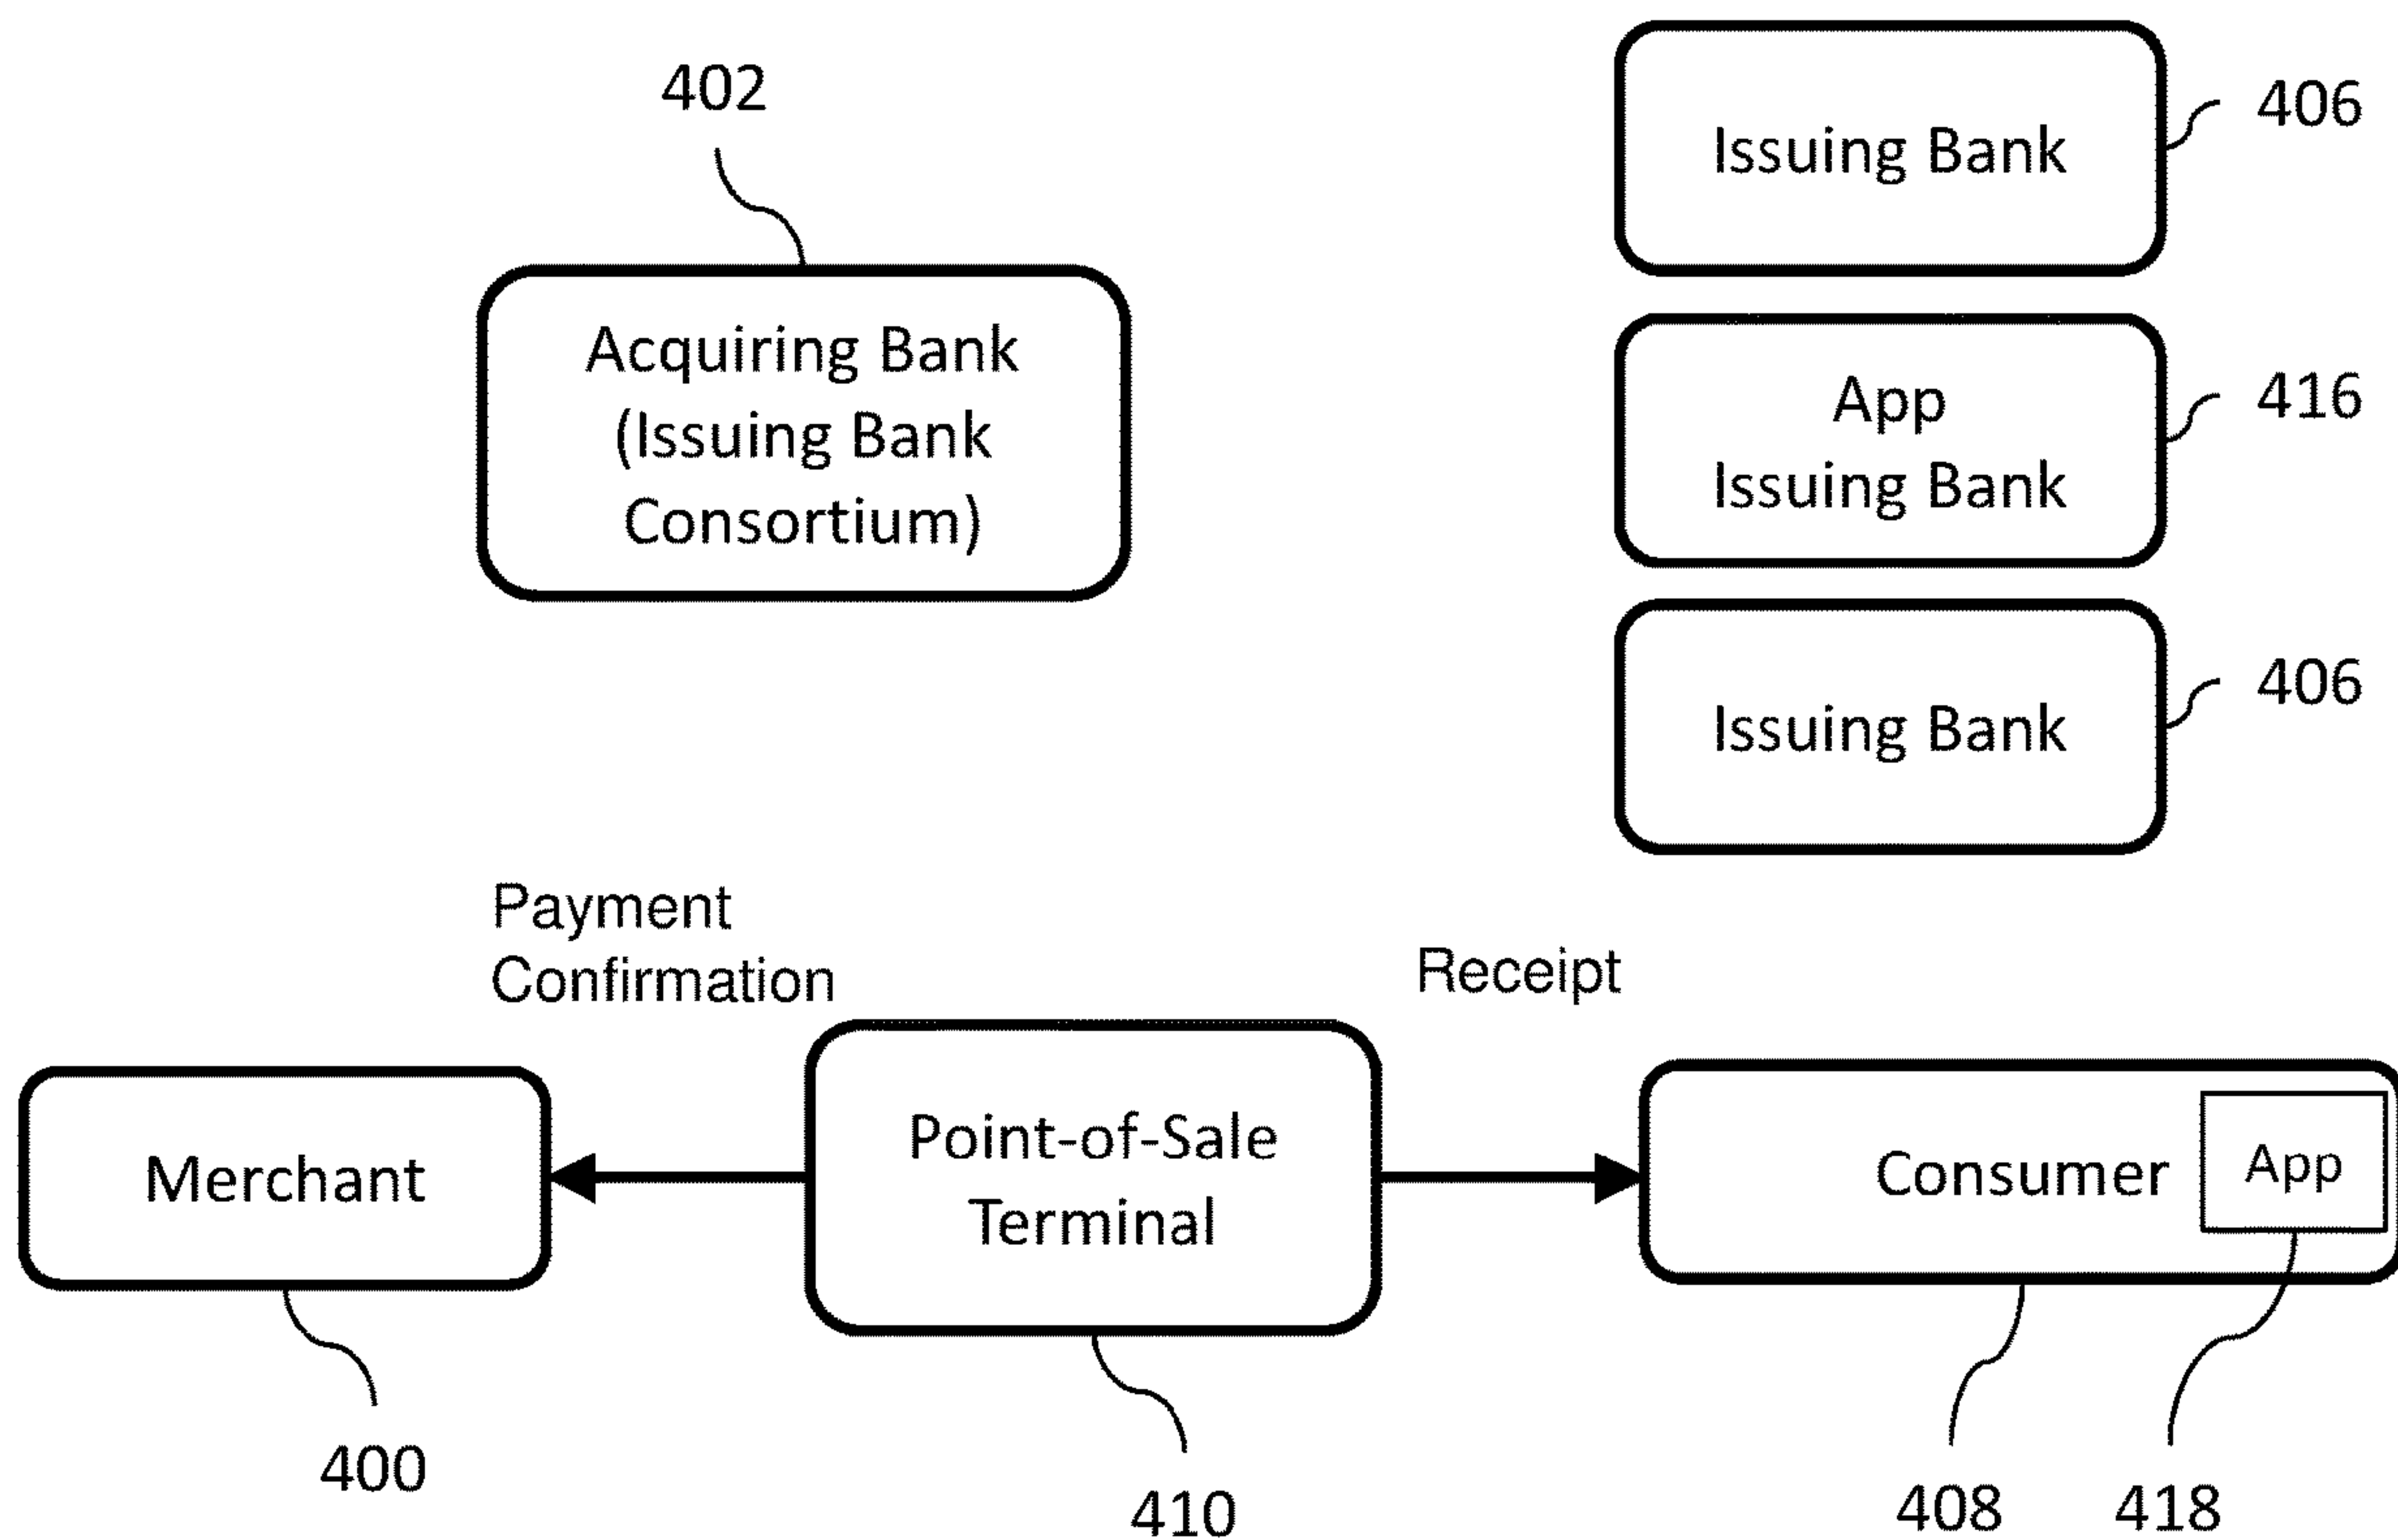 402
Acquiring Bank
(Issuing Bank
Consortium)
Issuing Bank
406
App
Issuing Bank
416
Issuing Bank
406
Payment
Confirmation
Receipt
Merchant
Point-of-Sale
Terminal
Consumer
App
400
410
408
418